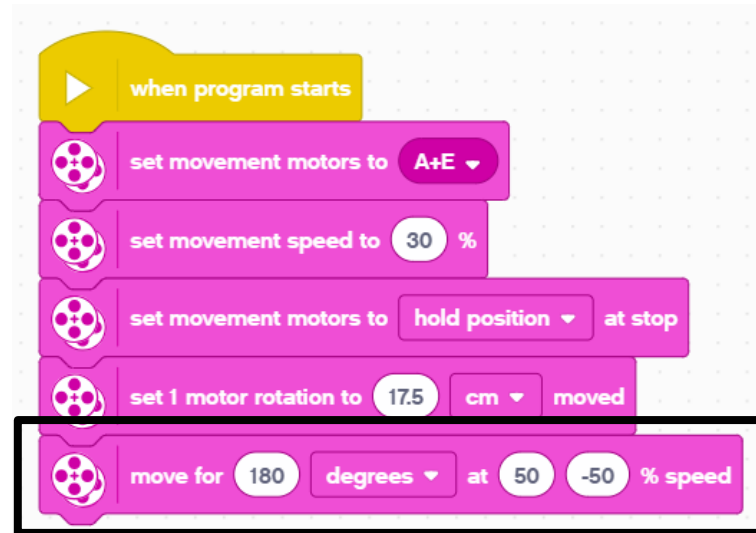 when program starts
set movement motors to A+E
set movement speed to 30 %
set movement motors to hold position at stop
set 1 motor rotation to 17.5 cm moved
move for 180 degrees at 50 -50 % speed